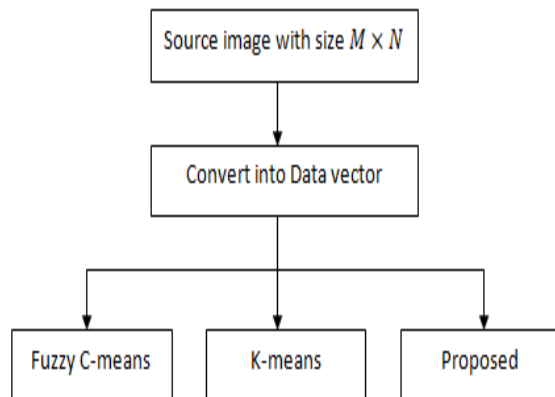 Source image with size M × N
Convert into Data vector
Fuzzy C-means
K-means
Proposed